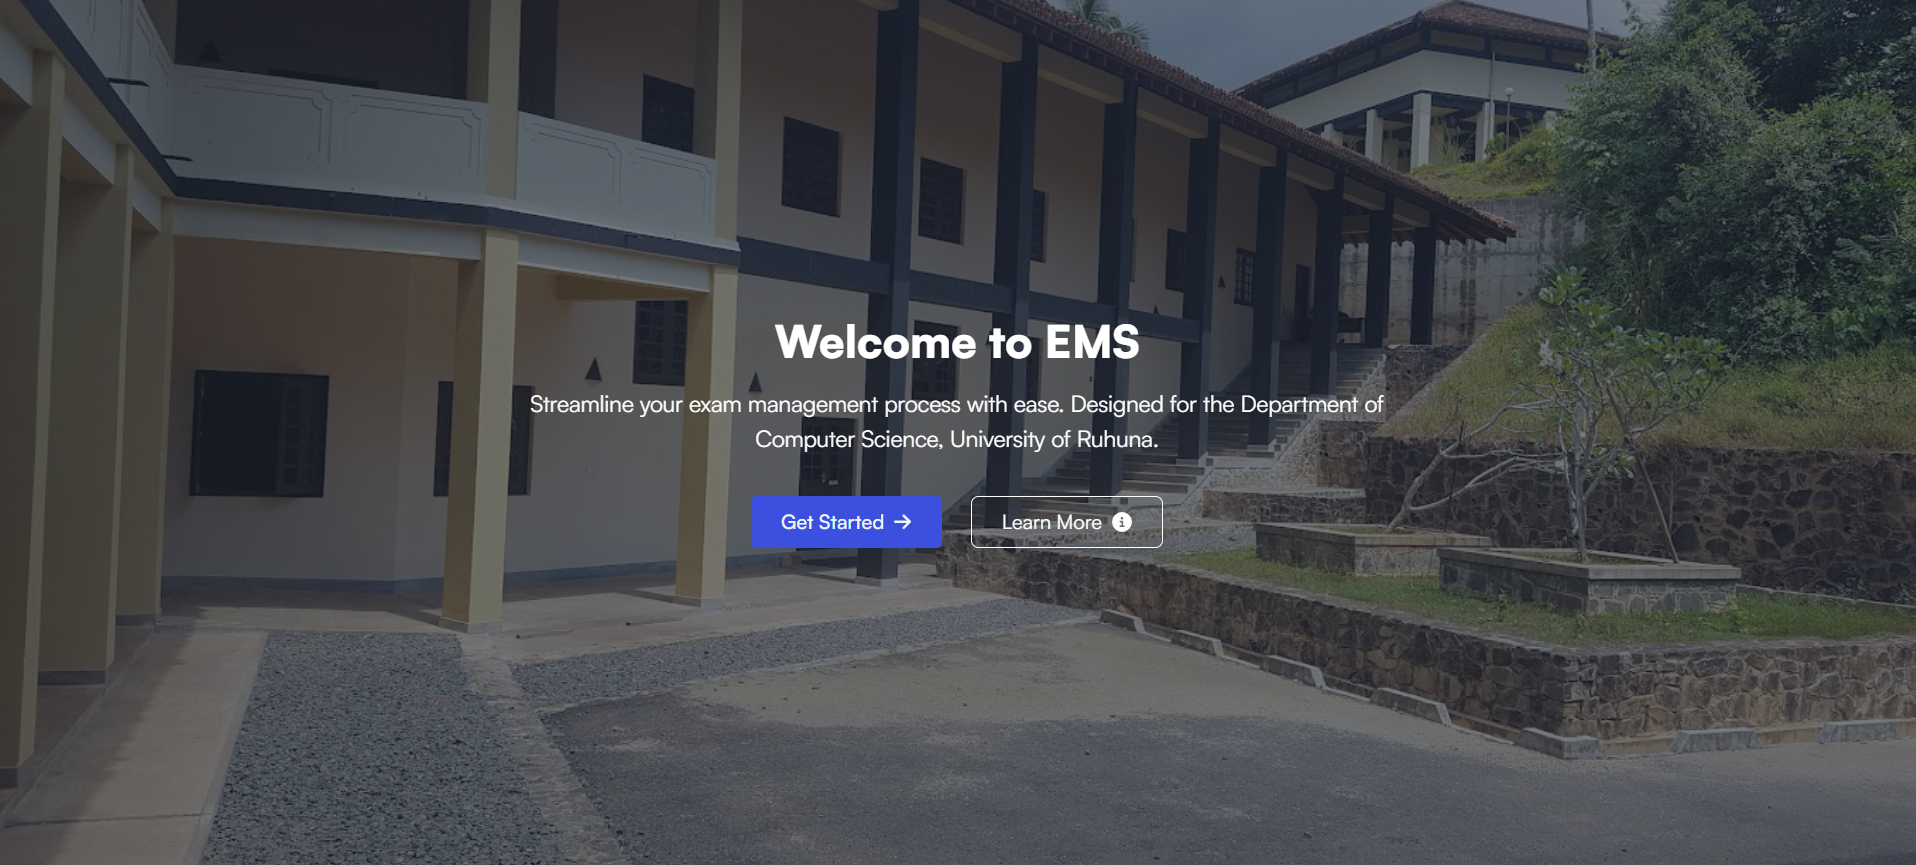 Welcome to EMS
Streamline your exam management process with ease. Designed for the Department of
Computer Science, University of Ruhuna.
Get Started
Learn More